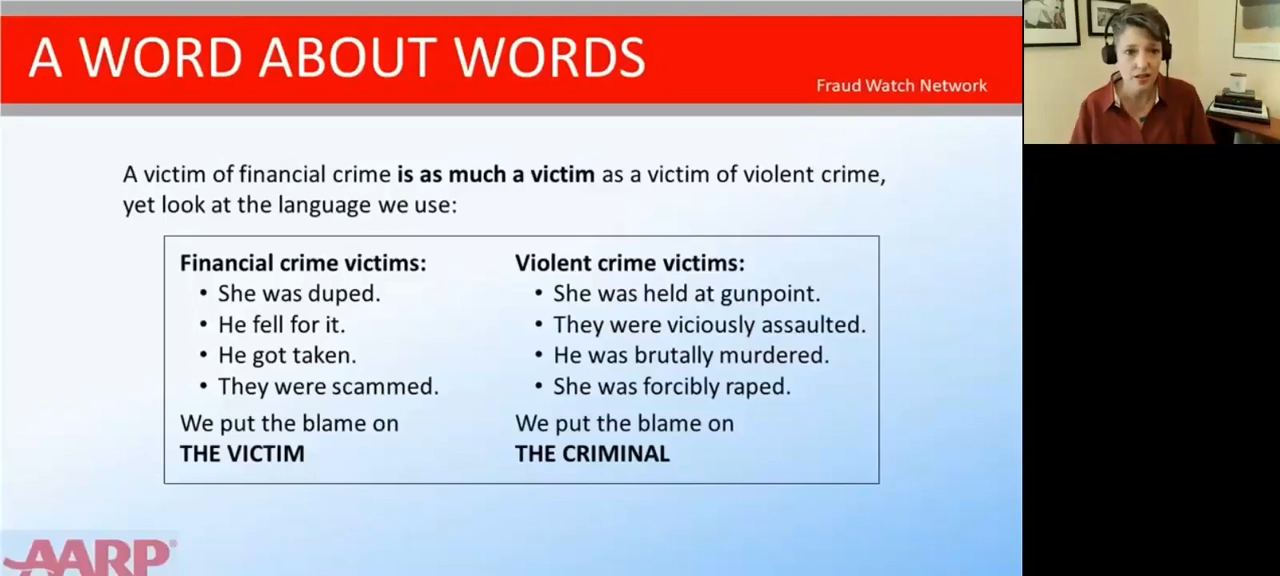 A WORD ABOUT WORDS
Fraud Watch Network
A victim of financial crime is as much a victim as a victim of violent crime,
yet look at the language we use:
Financial crime victims:
• She was duped.
• He fell for it.
• He got taken.
• They were scammed.
We put the blame on
THE VICTIM
Violent crime victims:
• She was held at gunpoint.
• They were viciously assaulted.
• He was brutally murdered.
• She was forcibly raped.
We put the blame on
THE CRIMINAL
AARP®